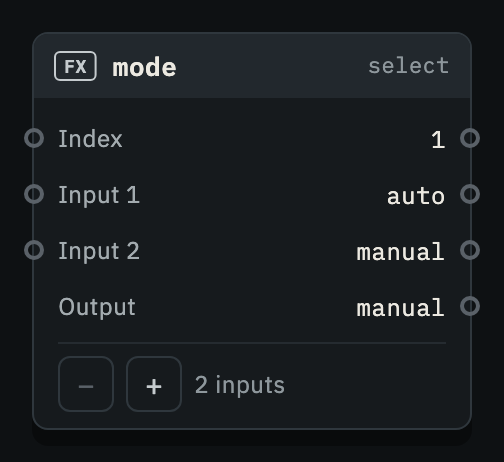 FX mode select
Index 1
Input 1 auto
Input 2 manual
Output manual
− + 2 inputs